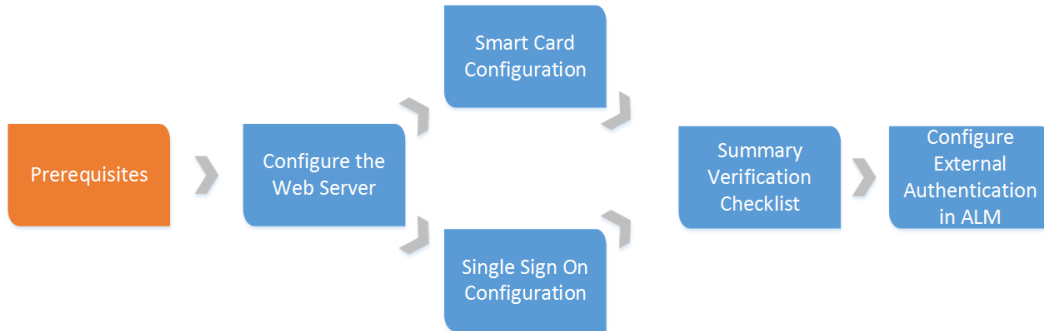 Prerequisites
Configure the
Web Server
Smart Card
Configuration
Single Sign On
Configuration
Summary
Verification
Checklist
Configure
External
Authentication
in ALM